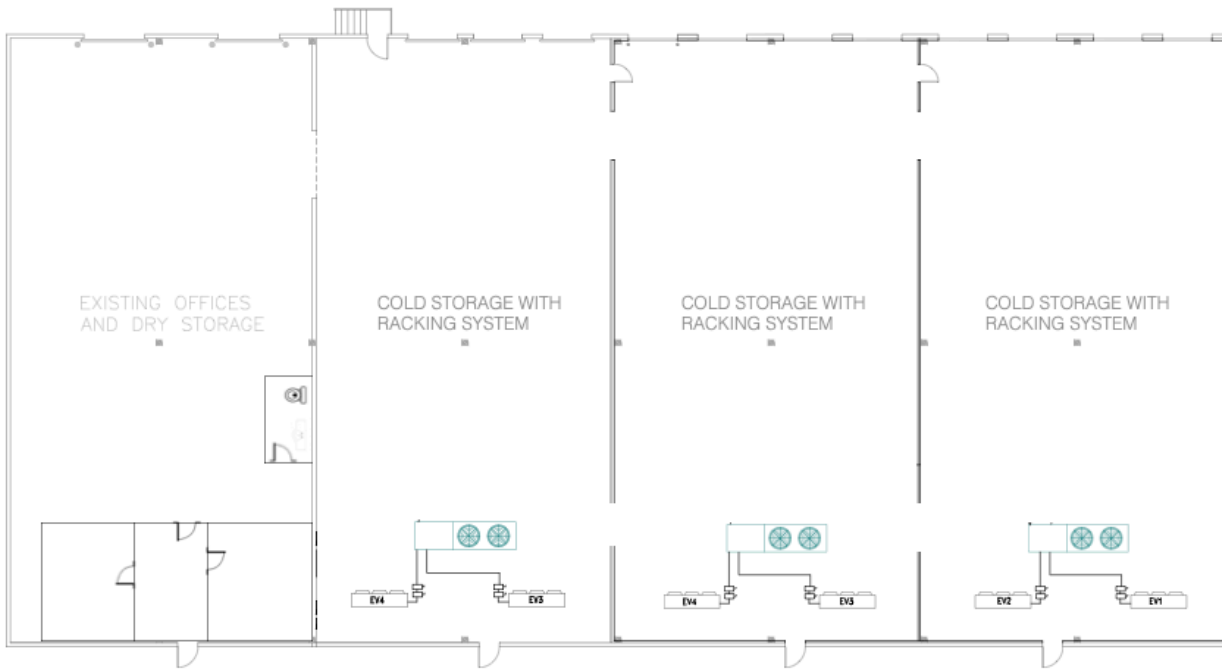 EXISTING OFFICES
AND DRY STORAGE
COLD STORAGE WITH
RACKING SYSTEM
COLD STORAGE WITH
RACKING SYSTEM
COLD STORAGE WITH
RACKING SYSTEM
EV4
EV3
EV4
EV3
EV2
EV1